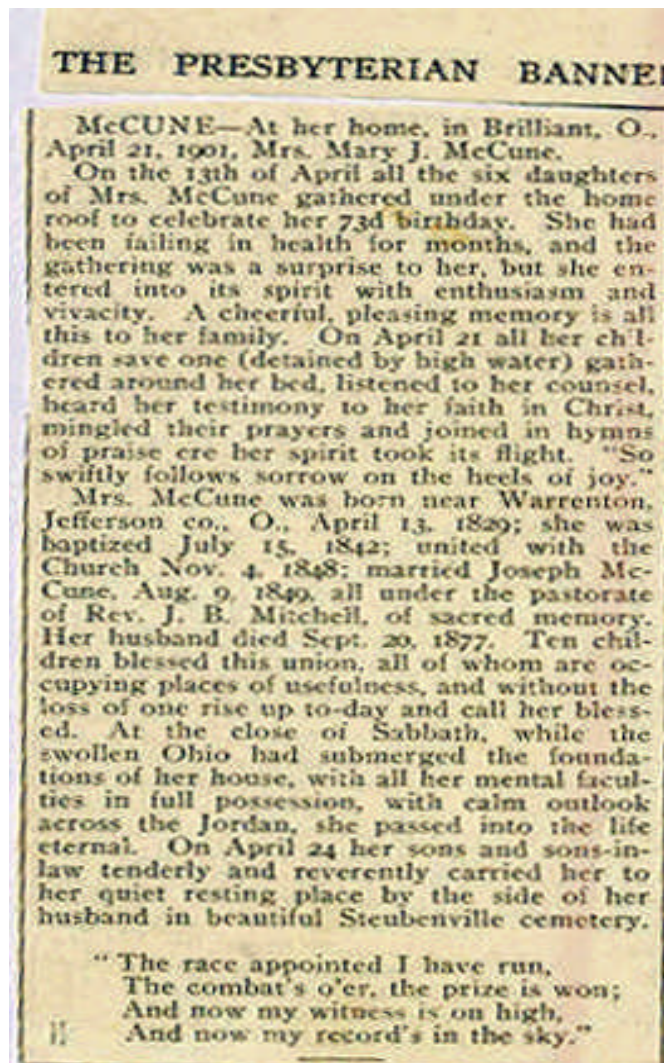 THE PRESBYTERIAN BANNE
McCUNE—At her home, in Brilliant, O.,
April 21, 1901, Mrs. Mary J. McCune.
On the 13th of April all the six daughters
of Mrs. McCune gathered under the home
roof to celebrate her 73d birthday. She had
been failing in health for months, and the
gathering was a surprise to her, but she en-
tered into its spirit with enthusiasm and
vivacity. A cheerful, pleasing memory is all
this to her family. On April 21 all her chil-
dren save one (detained by high water) gath-
ered around her bed, listened to her counsel,
heard her testimony to her faith in Christ,
mingled their prayers and joined in hymns
of praise ere her spirit took its flight. "So
swiftly follows sorrow on the heels of joy."
Mrs. McCune was born near Warrenton,
Jefferson co., O., April 13, 1829; she was
baptized July 15, 1842; united with the
Church Nov. 4, 1848; married Joseph Mc-
Cune, Aug. 9, 1849, all under the pastorate
of Rev. J. B. Mitchell, of sacred memory.
Her husband died Sept. 20, 1877. Ten chil-
dren blessed this union, all of whom are oc-
cupying places of usefulness, and without the
loss of one rise up to-day and call her bless-
ed. At the close of Sabbath, while the
swollen Ohio had submerged the founda-
tions of her house, with all her mental facul-
ties in full possession, with calm outlook
across the Jordan, she passed into the life
eternal. On April 24 her sons and sons-in-
law tenderly and reverently carried her to
her quiet resting place by the side of her
husband in beautiful Steubenville cemetery.
"The race appointed I have run,
The combat's o'er, the prize is won;
And now my witness is on high,
And now my record's in the sky."